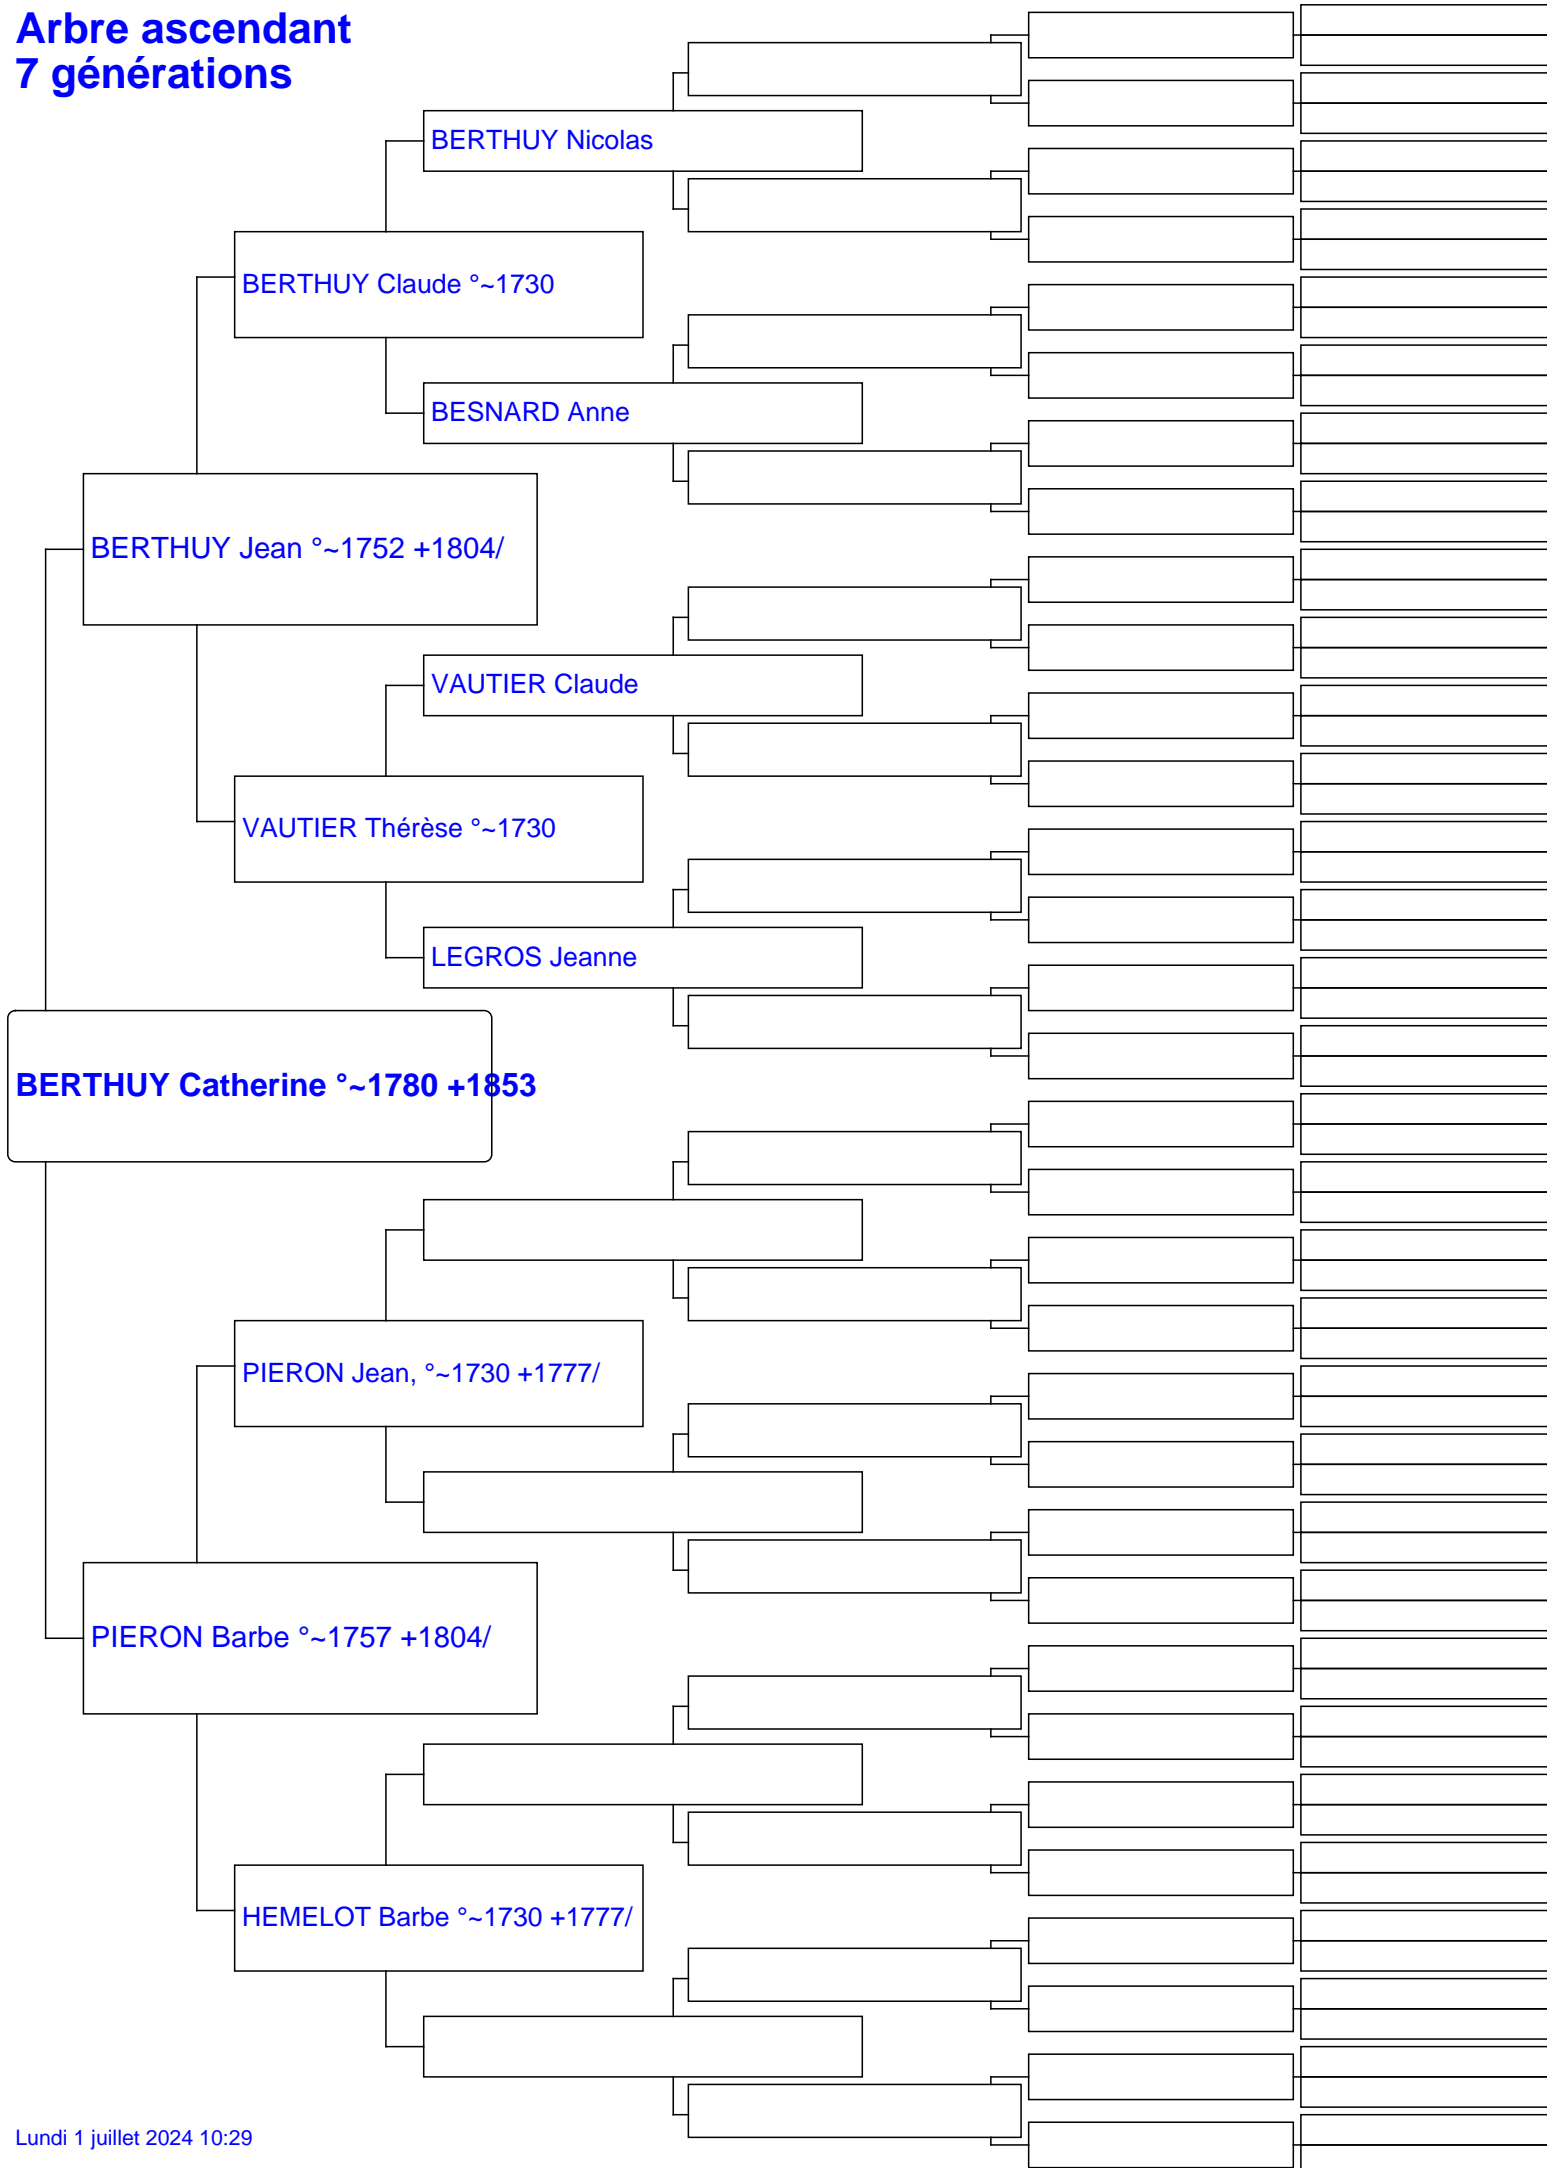 Arbre ascendant
7 générations
BERTHUY Nicolas
BERTHUY Claude °~1730
BESNARD Anne
BERTHUY Jean °~1752 +1804/
VAUTIER Claude
VAUTIER Thérèse °~1730
LEGROS Jeanne
BERTHUY Catherine °~1780 +1853
PIERON Jean, °~1730 +1777/
PIERON Barbe °~1757 +1804/
HEMELOT Barbe °~1730 +1777/
Lundi 1 juillet 2024 10:29